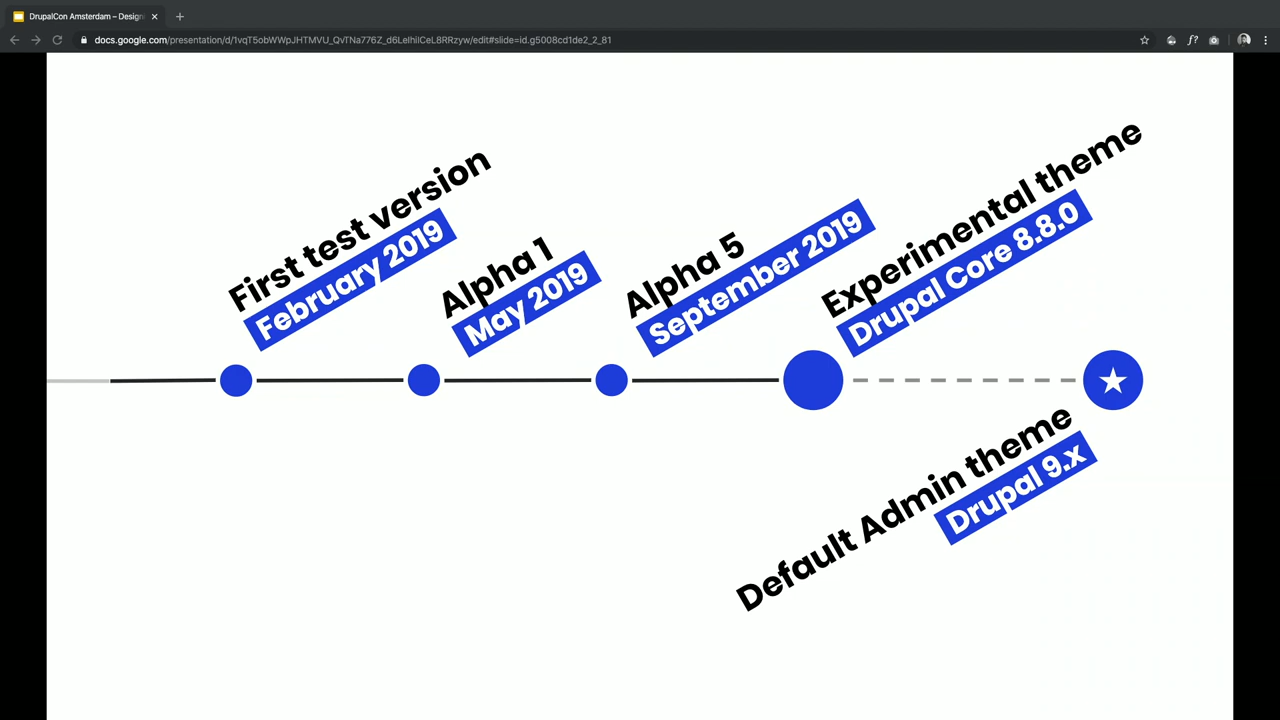 DrupalCon Amsterdam – Design
docs.google.com/presentation/d/1vqT5obWWpJHTMVU_QvTNa776Z_d6LeIhiICeL8RRzyw/edit#slide=id.g5008cd1de2_2_81
First test version
February 2019
Alpha 1
May 2019
Alpha 5
September 2019
Experimental theme
Drupal Core 8.8.0
Default Admin theme
Drupal 9.x